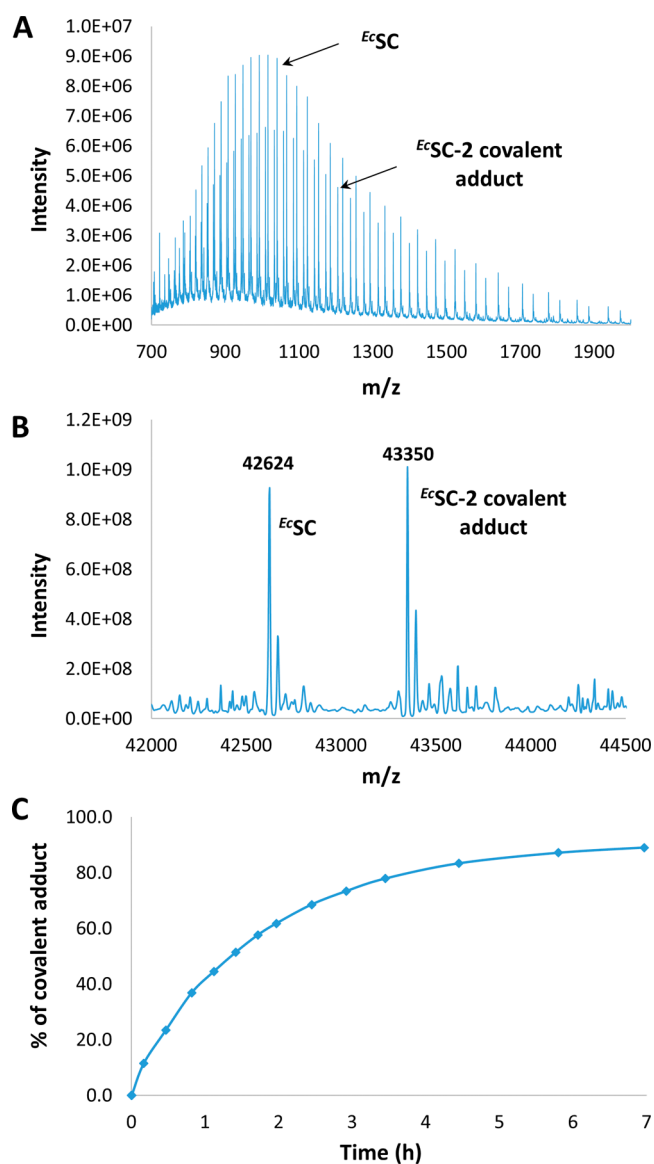 A
1.0E+07
9.0E+06
8.0E+06
7.0E+06
6.0E+06
5.0E+06
4.0E+06
3.0E+06
2.0E+06
1.0E+06
0.0E+00
Intensity
EcSC
EcSC-2 covalent
adduct
700 900 1100 1300 1500 1700 1900
m/z
B
1.2E+09
1.0E+09
8.0E+08
6.0E+08
4.0E+08
2.0E+08
0.0E+00
Intensity
42624
EcSC
43350
EcSC-2 covalent
adduct
42000 42500 43000 43500 44000 44500
m/z
C
100.0
80.0
60.0
40.0
20.0
0.0
% of covalent adduct
0 1 2 3 4 5 6 7
Time (h)